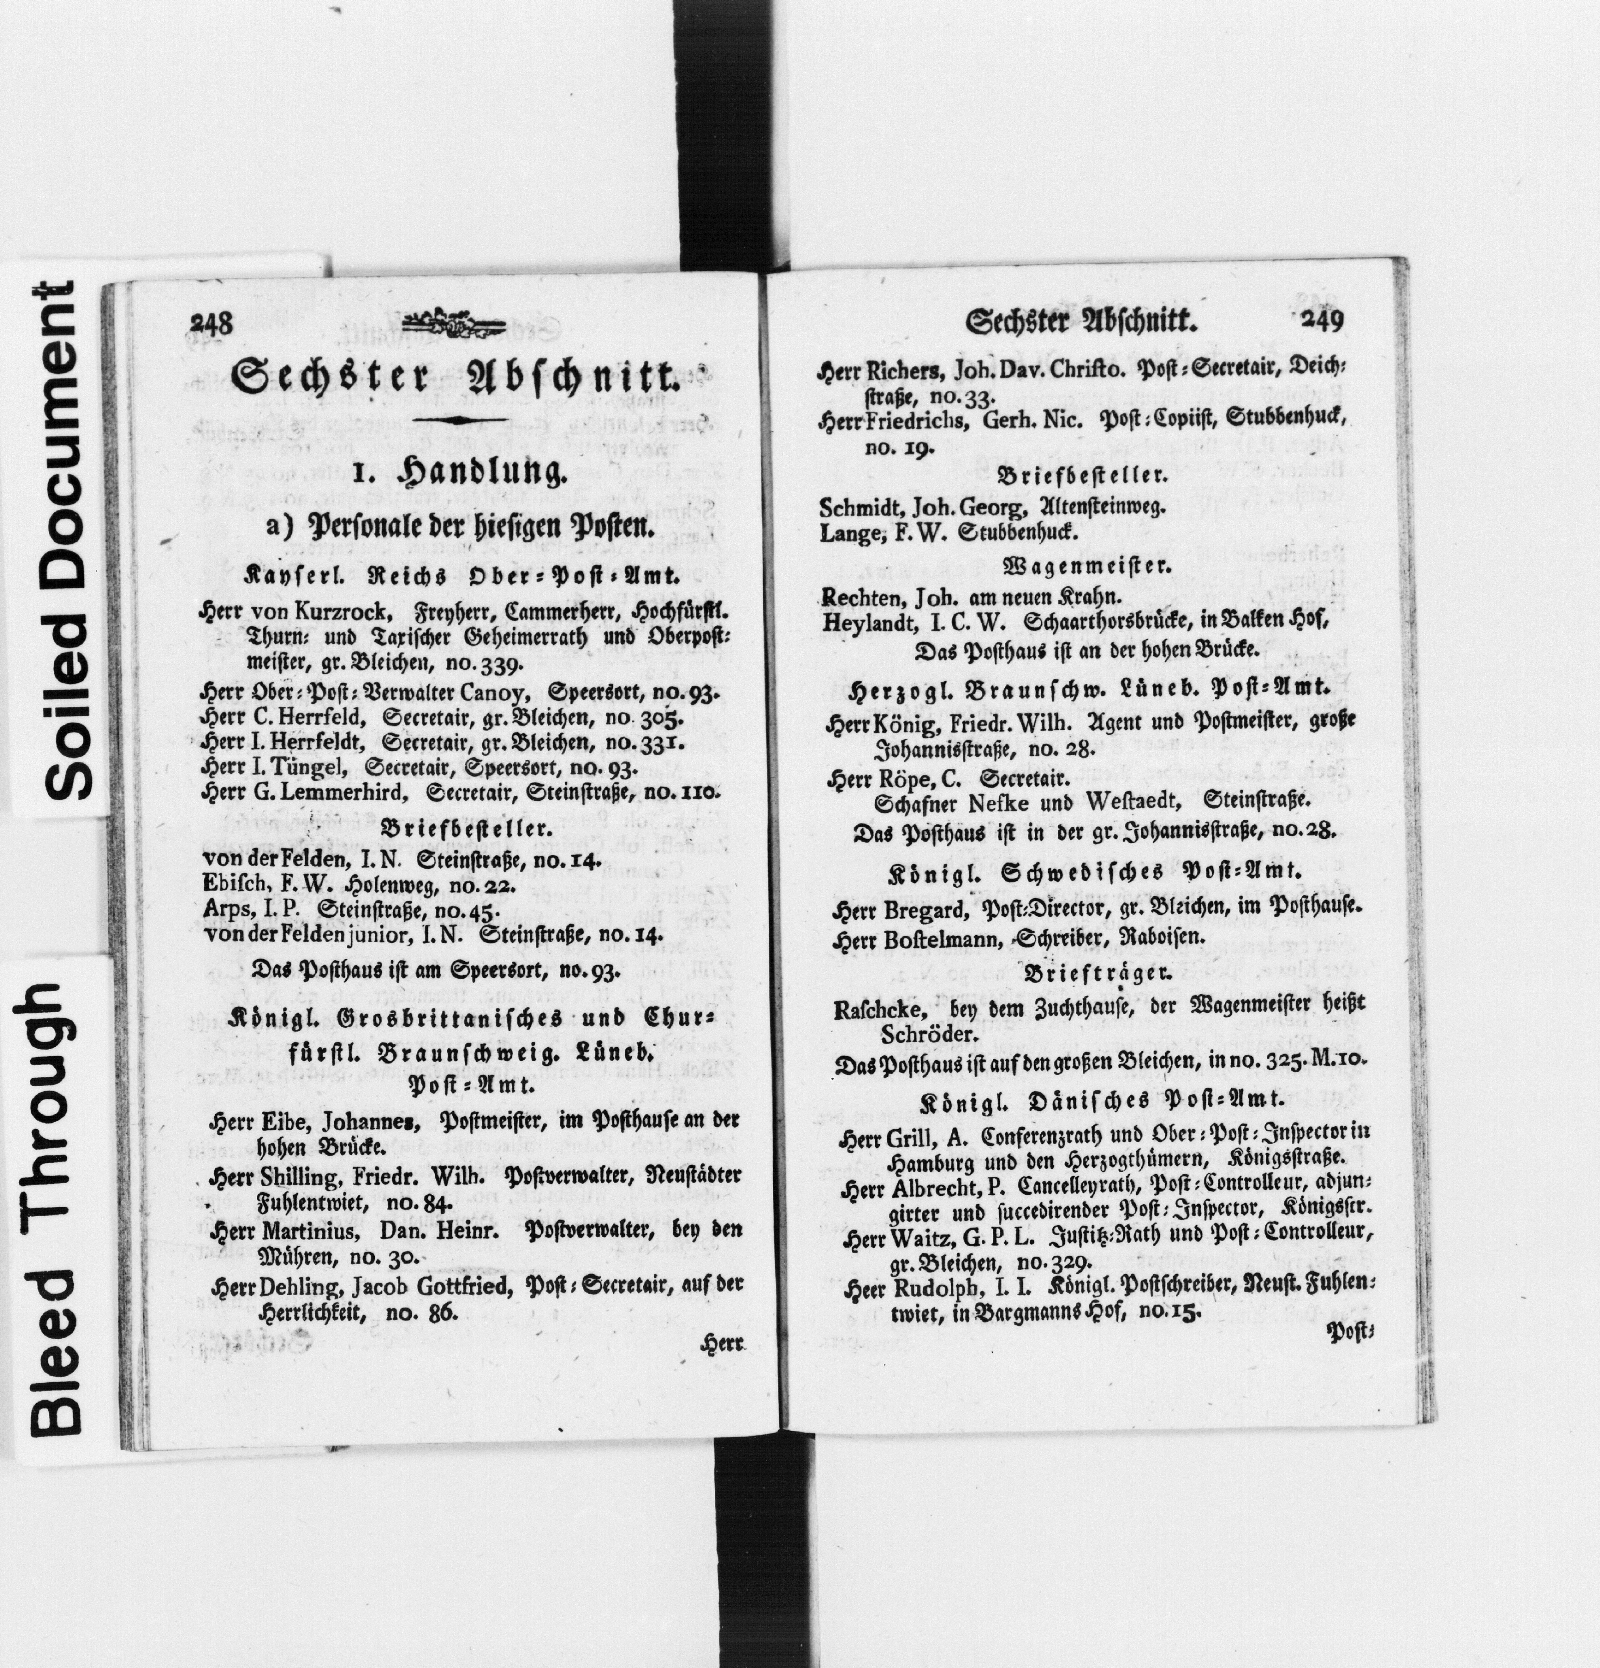 Soiled Document
Bleed Through
248
Sechster Abschnitt.
1. Handlung.
a) Personale der hiesigen Posten.
Kayserl. Reichs Ober-Post-Amt.
Herr von Kurzrock, Freyherr, Cammerherr, Hochfürstl.
Thurn- und Taxischer Geheimerrath und Oberpost-
meister, gr. Bleichen, no. 339.
Herr Ober-Post-Verwalter Canoy, Speersort, no. 93.
Herr C. Herrfeld, Secretair, gr. Bleichen, no. 305.
Herr I. Herrfeldt, Secretair, gr. Bleichen, no. 331.
Herr I. Tüngel, Secretair, Speersort, no. 93.
Herr G. Lemmerhird, Secretair, Steinstraße, no. 110.
Briefbesteller.
von der Felden, I. N. Steinstraße, no. 14.
Ebisch, F. W. Holenweg, no. 22.
Arps, I. P. Steinstraße, no. 45.
von der Felden junior, I. N. Steinstraße, no. 14.
Das Posthaus ist am Speersort, no. 93.
Königl. Grosbrittanisches und Chur-
fürstl. Braunschweig. Lüneb.
Post-Amt.
Herr Eibe, Johannes, Postmeister, im Posthause an der
hohen Brücke.
Herr Shilling, Friedr. Wilh. Postverwalter, Neustädter
Fuhlentwiet, no. 84.
Herr Martinius, Dan. Heinr. Postverwalter, bey den
Mühren, no. 30.
Herr Dehling, Jacob Gottfried, Post-Secretair, auf der
Herrlichkeit, no. 86.
Herr
Sechster Abschnitt. 249
Herr Richers, Joh. Dav. Christo. Post-Secretair, Deich-
straße, no. 33.
Herr Friedrichs, Gerh. Nic. Post-Copiist, Stubbenhuck,
no. 19.
Briefbesteller.
Schmidt, Joh. Georg, Altensteinweg.
Lange, F. W. Stubbenhuck.
Wagenmeister.
Rechten, Joh. am neuen Krahn.
Heylandt, I. C. W. Schaarthorsbrücke, in Balken Hof,
Das Posthaus ist an der hohen Brücke.
Herzogl. Braunschw. Lüneb. Post-Amt.
Herr König, Friedr. Wilh. Agent und Postmeister, große
Johannisstraße, no. 28.
Herr Röpe, C. Secretair.
Schafner Nefke und Westaedt, Steinstraße.
Das Posthaus ist in der gr. Johannisstraße, no. 28.
Königl. Schwedisches Post-Amt.
Herr Bregard, Post-Director, gr. Bleichen, im Posthause.
Herr Bostelmann, Schreiber, Raboisen.
Briefträger.
Raschcke, bey dem Zuchthause, der Wagenmeister heißt
Schröder.
Das Posthaus ist auf den großen Bleichen, in no. 325. M. 10.
Königl. Dänisches Post-Amt.
Herr Grill, A. Conferenzrath und Ober-Post-Inspector in
Hamburg und den Herzogthümern, Königsstraße.
Herr Albrecht, P. Cancelleyrath, Post-Controlleur, adjun-
girter und succedirender Post-Inspector, Königsstr.
Herr Waitz, G. P. L. Justitz-Rath und Post-Controlleur,
gr. Bleichen, no. 329.
Heer Rudolph, I. I. Königl. Postschreiber, Neust. Fuhlen-
twiet, in Bargmanns Hof, no. 15.
Post-